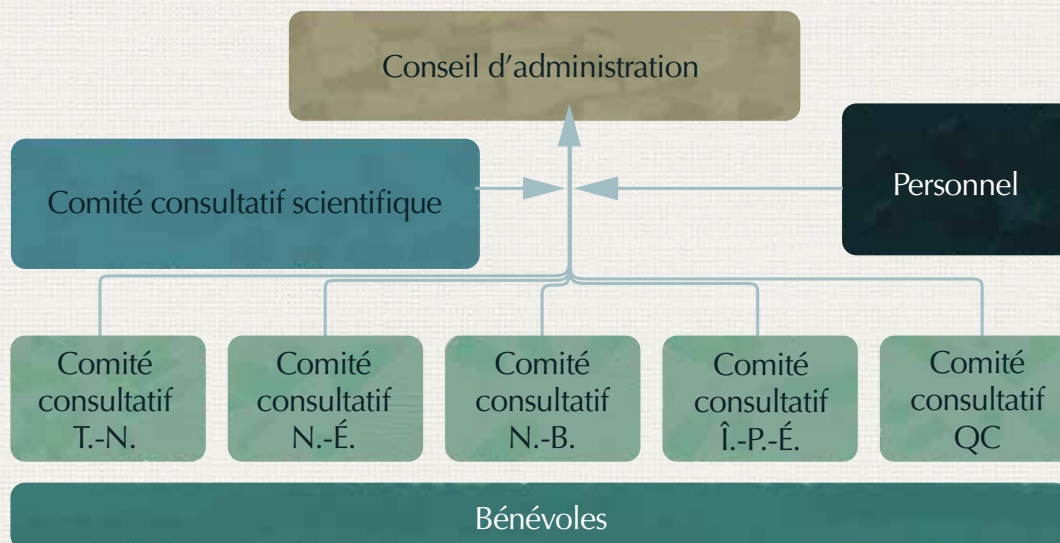 Conseil d'administration
Comité consultatif scientifique
Personnel
Comité
consultatif
T.-N.
Comité
consultatif
N.-É.
Comité
consultatif
N.-B.
Comité
consultatif
Î.-P.-É.
Comité
consultatif
QC
Bénévoles